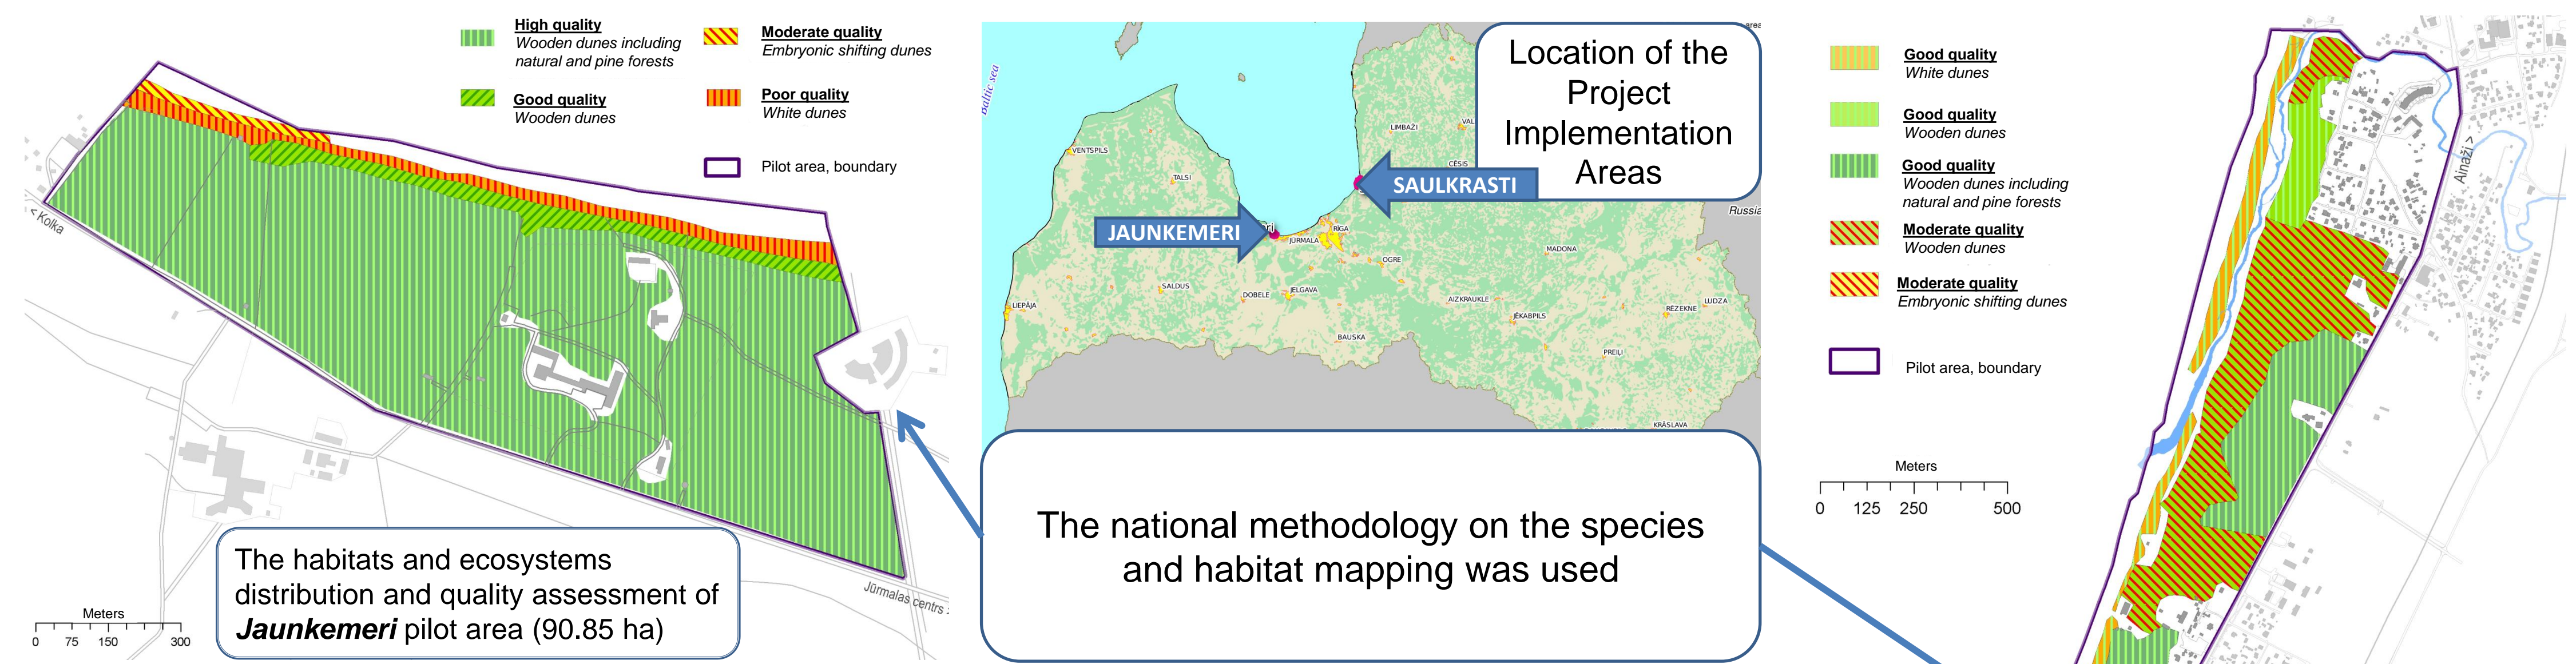 High quality
Wooden dunes including
natural and pine forests
Good quality
Wooden dunes
Moderate quality
Embryonic shifting dunes
Poor quality
White dunes
Pilot area, boundary
< Kolka
Jūrmalas centrs
Meters
0 75 150 300
The habitats and ecosystems
distribution and quality assessment of
Jaunkemeri pilot area (90.85 ha)
Baltic sea
area
Location of the
Project
Implementation
Areas
LIMBAŽI
VAL
CĒSIS
VENTSPILS
TALSI
SAULKRASTI
JAUNKEMERI
JŪRMALA
RĪGA
Russia
MADONA
OGRE
SALDUS
DOBELE
JELGAVA
AIZKRAUKLE
LIEPĀJA
JĒKABPILS
RĒZEKNE
LUDZA
BAUSKA
PREIĻI
KRĀSLAVA
The national methodology on the species
and habitat mapping was used
Good quality
White dunes
Good quality
Wooden dunes
Good quality
Wooden dunes including
natural and pine forests
Moderate quality
Wooden dunes
Moderate quality
Embryonic shifting dunes
Pilot area, boundary
Meters
0 125 250 500
Ainaži >